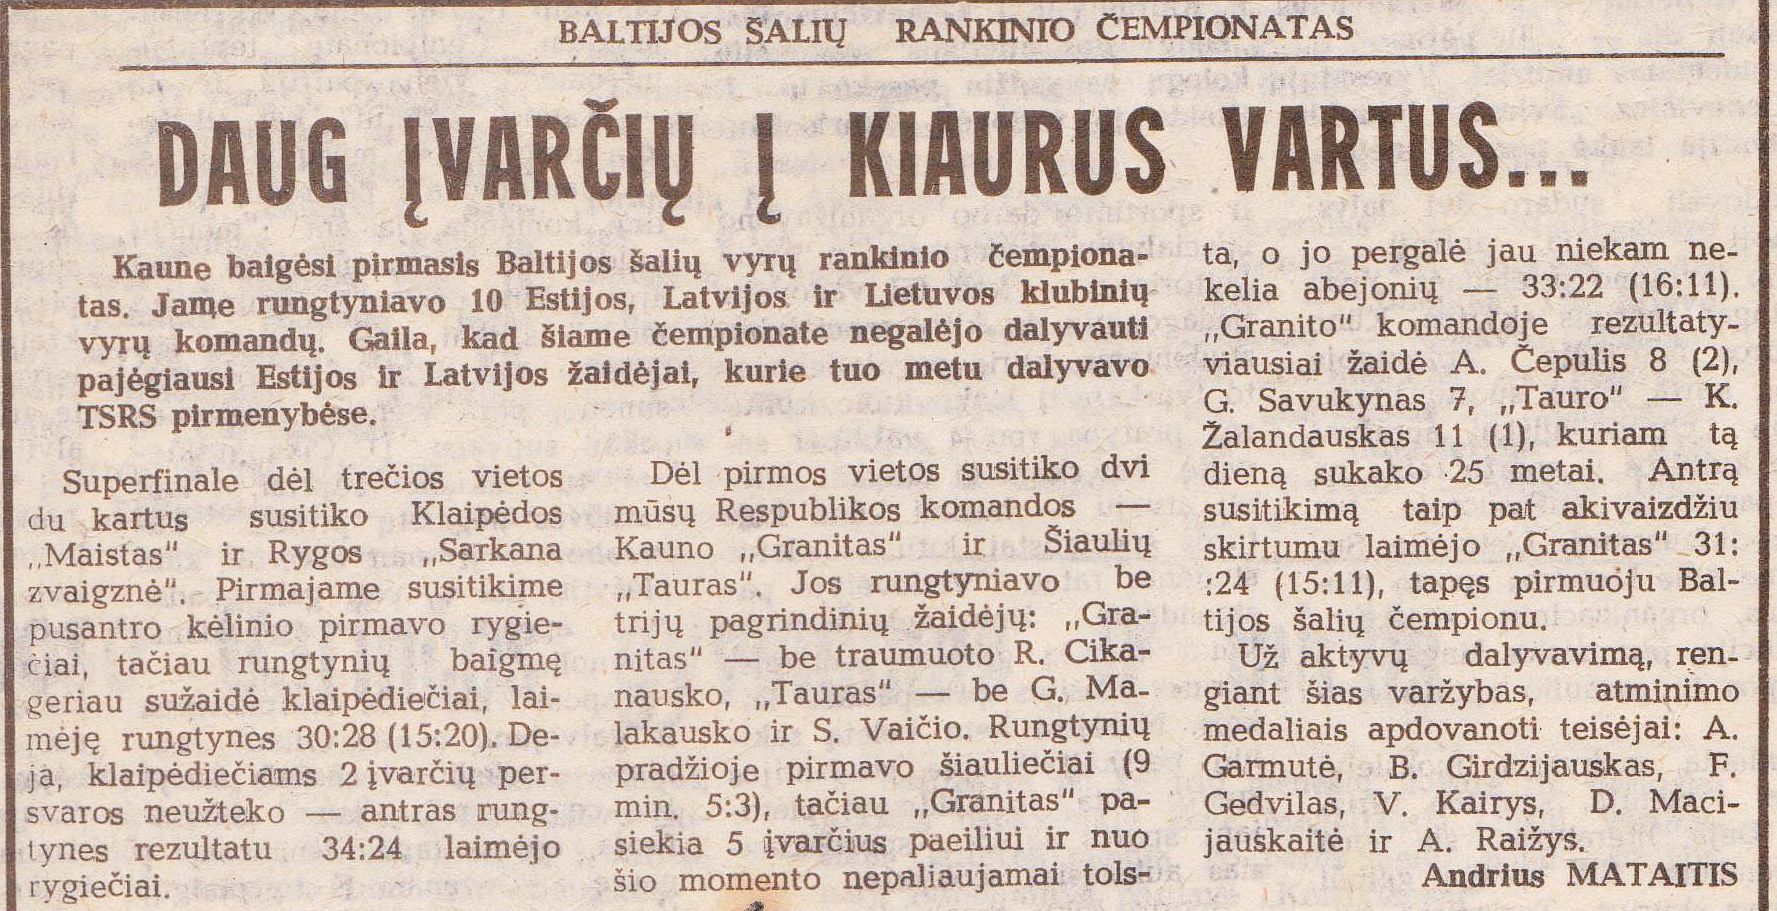 BALTIJOS ŠALIŲ RANKINIO ČEMPIONATAS
DAUG ĮVARČIŲ Į KIAURUS VARTUS...
Kaune baigėsi pirmasis Baltijos šalių vyrų rankinio čempiona-
tas. Jame rungtyniavo 10 Estijos, Latvijos ir Lietuvos klubinių
vyrų komandų. Gaila, kad šiame čempionate negalėjo dalyvauti
pajėgiausi Estijos ir Latvijos žaidėjai, kurie tuo metu dalyvavo
TSRS pirmenybėse.
Superfinale dėl trečios vietos
du kartus susitiko Klaipėdos
„Maistas" ir Rygos „Sarkana
zvaigznė". Pirmajame susitikime
pusantro kėlinio pirmavo rygie-
čiai, tačiau rungtynių baigmę
geriau sužaidė klaipėdiečiai, lai-
mėję rungtynes 30:28 (15:20). De-
ja, klaipėdiečiams 2 įvarčių per-
svaros neužteko — antras rung-
tynes rezultatu 34:24 laimėjo
rygiečiai.
Dėl pirmos vietos susitiko dvi
mūsų Respublikos komandos —
Kauno „Granitas" ir Šiaulių
„Tauras". Jos rungtyniavo be
trijų pagrindinių žaidėjų: „Gra-
nitas" — be traumuoto R. Cika-
nausko, „Tauras" — be G. Ma-
lakausko ir S. Vaičio. Rungtynių
pradžioje pirmavo šiauliečiai (9
min. 5:3), tačiau „Granitas" pa-
siekia 5 įvarčius paeiliui ir nuo
šio momento nepaliaujamai tols-
ta, o jo pergalė jau niekam ne-
kelia abejonių — 33:22 (16:11).
„Granito" komandoje rezultaty-
viausiai žaidė A. Čepulis 8 (2),
G. Savukynas 7, „Tauro" — K.
Žalandauskas 11 (1), kuriam tą
dieną sukako 25 metai. Antrą
susitikimą taip pat akivaizdžiu
skirtumu laimėjo „Granitas" 31:
:24 (15:11), tapęs pirmuoju Bal-
tijos šalių čempionu.
Už aktyvų dalyvavimą, ren-
giant šias varžybas, atminimo
medaliais apdovanoti teisėjai: A.
Garmutė, B. Girdzijauskas, F.
Gedvilas, V. Kairys, D. Maci-
jauskaitė ir A. Raižys.
Andrius MATAITIS